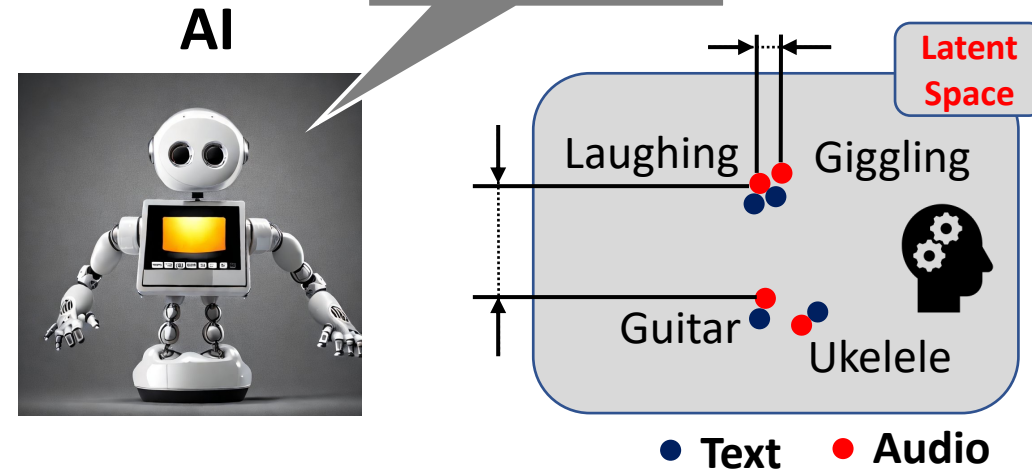 AI
Latent
Space
Laughing
Giggling
Guitar
Ukelele
Text
Audio